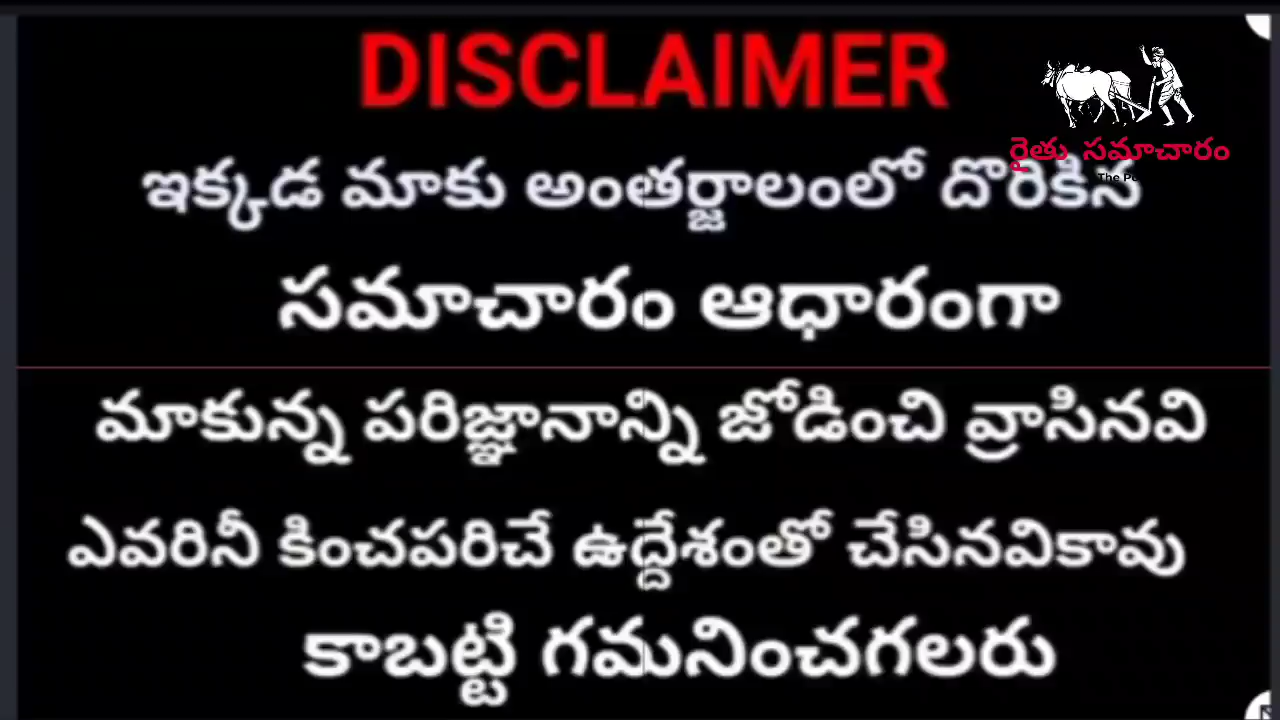 DISCLAIMER
రైతు సమాచారం
ఇక్కడ మాకు అంతర్జాలంలో దొరికిన
సమాచారం ఆధారంగా
మాకున్న పరిజ్ఞానాన్ని జోడించి వ్రాసినవి
ఎవరినీ కించపరిచే ఉద్దేశంతో చేసినవికావు
కాబట్టి గమనించగలరు